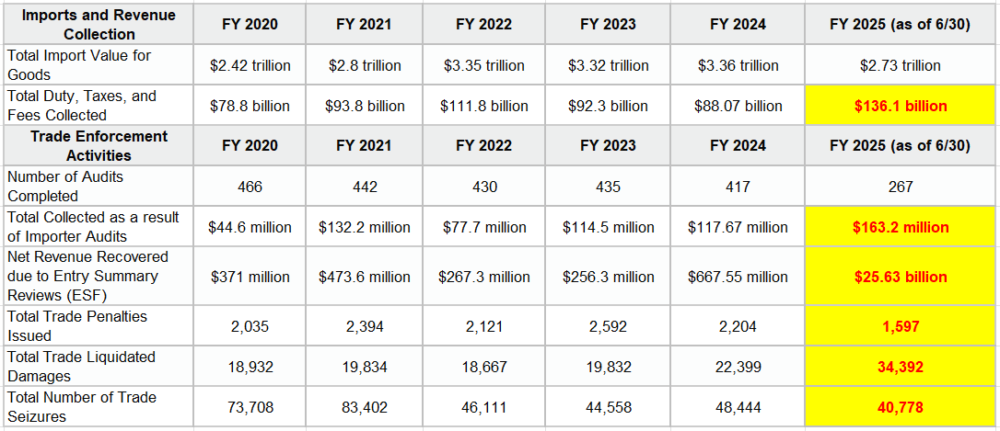 Imports and Revenue
Collection
FY 2020
FY 2021
FY 2022
FY 2023
FY 2024
FY 2025 (as of 6/30)
Total Import Value for
Goods
$2.42 trillion
$2.8 trillion
$3.35 trillion
$3.32 trillion
$3.36 trillion
$2.73 trillion
Total Duty, Taxes, and
Fees Collected
$78.8 billion
$93.8 billion
$111.8 billion
$92.3 billion
$88.07 billion
$136.1 billion
Trade Enforcement
Activities
FY 2020
FY 2021
FY 2022
FY 2023
FY 2024
FY 2025 (as of 6/30)
Number of Audits
Completed
466
442
430
435
417
267
Total Collected as a result
of Importer Audits
$44.6 million
$132.2 million
$77.7 million
$114.5 million
$117.67 million
$163.2 million
Net Revenue Recovered
due to Entry Summary
Reviews (ESF)
$371 million
$473.6 million
$267.3 million
$256.3 million
$667.55 million
$25.63 billion
Total Trade Penalties
Issued
2,035
2,394
2,121
2,592
2,204
1,597
Total Trade Liquidated
Damages
18,932
19,834
18,667
19,832
22,399
34,392
Total Number of Trade
Seizures
73,708
83,402
46,111
44,558
48,444
40,778